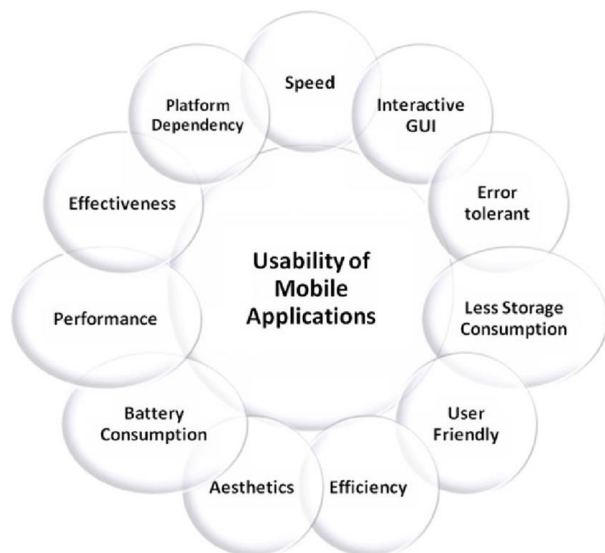 Speed
Interactive
GUI
Error
tolerant
Less Storage
Consumption
User
Friendly
Efficiency
Aesthetics
Battery
Consumption
Performance
Effectiveness
Platform
Dependency
Usability of
Mobile
Applications